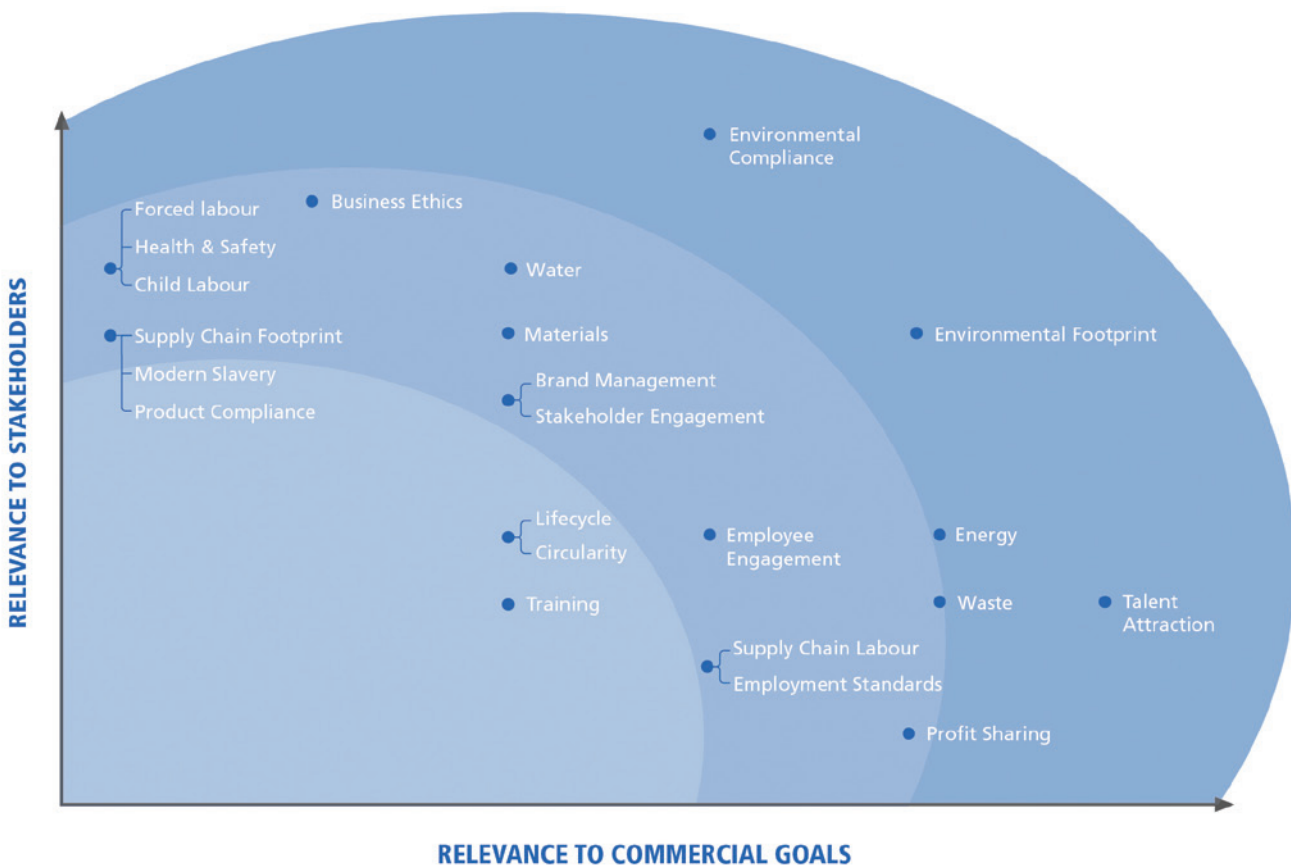 RELEVANCE TO STAKEHOLDERS
Environmental
Compliance
Forced labour
Business Ethics
Health & Safety
Child Labour
Water
Supply Chain Footprint
Materials
Environmental Footprint
Modern Slavery
Brand Management
Product Compliance
Stakeholder Engagement
Lifecycle
Circularity
Employee
Engagement
Energy
Training
Waste
Talent
Attraction
Supply Chain Labour
Employment Standards
Profit Sharing
RELEVANCE TO COMMERCIAL GOALS